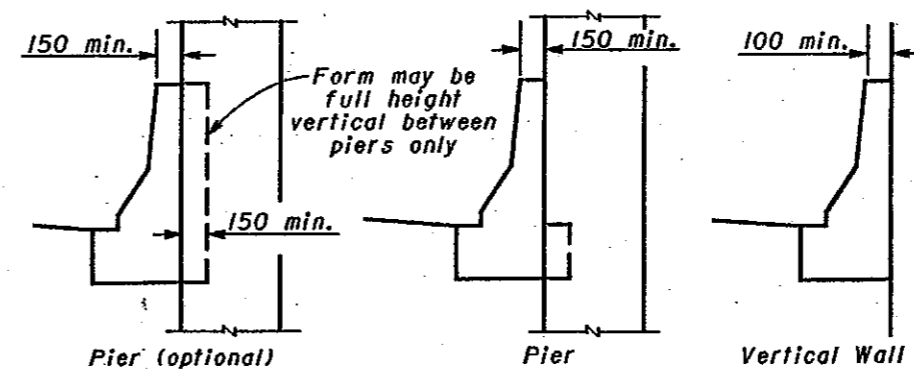 150 min.
150 min.
100 min.
Form may be
full height
vertical between
piers only
150 min.
Pier (optional)
Pier
Vertical Wall